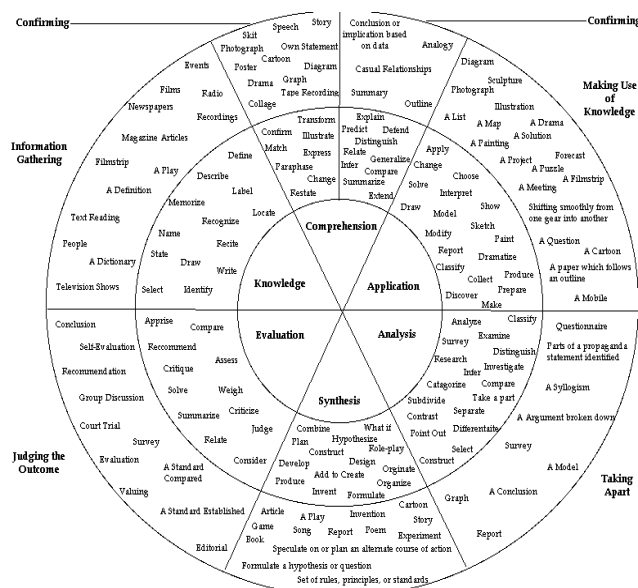 Confirming
Confirming
Making Use
of
Knowledge
Information
Gathering
Judging the
Outcome
Taking
Apart
Skit
Speech
Story
Photograph
Own Statement
Cartoon
Poster
Diagram
Drama
Graph
Tape Recording
Collage
Conclusion or
implication based
on data
Analogy
Casual Relationships
Summary
Outline
Diagram
Sculpture
Photograph
Illustration
A List
A Map
A Drama
A Solution
A Painting
A Project
Forecast
A Puzzle
A Filmstrip
A Meeting
Shifting smoothly from
one gear into another
A Question
A Cartoon
A paper which follows
an outline
A Mobile
Events
Films
Radio
Newspapers
Recordings
Magazine Articles
Filmstrip
A Play
A Definition
Text Reading
People
A Dictionary
Television Shows
Transform
Confirm
Illustrate
Match
Express
Paraphase
Change
Restate
Explain
Predict
Defend
Distinguish
Relate
Generalize
Infer
Compare
Summarize
Extend
Apply
Change
Choose
Solve
Interpret
Draw
Show
Model
Sketch
Modify
Paint
Report
Dramatize
Classify
Collect
Produce
Discover
Prepare
Make
Define
Describe
Label
Memorize
Locate
Recognize
Name
Recite
State
Draw
Write
Select
Identify
Comprehension
Knowledge
Application
Evaluation
Analysis
Synthesis
Apprise
Compare
Recommend
Assess
Critique
Solve
Weigh
Criticize
Summarize
Judge
Relate
Consider
Combine
What if
Plan
Hypothesize
Construct
Role-play
Develop
Design
Add to Create
Orginate
Produce
Organize
Invent
Formulate
Analyze
Classify
Survey
Examine
Distinguish
Research
Investigate
Infer
Catagorize
Compare
Take a part
Subdivide
Separate
Contrast
Differentaite
Point Out
Select
Construct
Conclusion
Self-Evaluation
Recommendation
Group Discussion
Court Trial
Survey
Evaluation
A Standard
Compared
Valuing
A Standard Established
Editorial
Article
A Play
Invention
Cartoon
Game
Song
Report
Poem
Story
Book
Experiment
Speculate on or plan an alternate course of action
Formulate a hypothesis or question
Set of rules, principles, or standards
Questionnaire
Parts of a propaganda
statement identified
A Syllogism
A Argument broken down
Survey
A Model
A Conclusion
Graph
Report